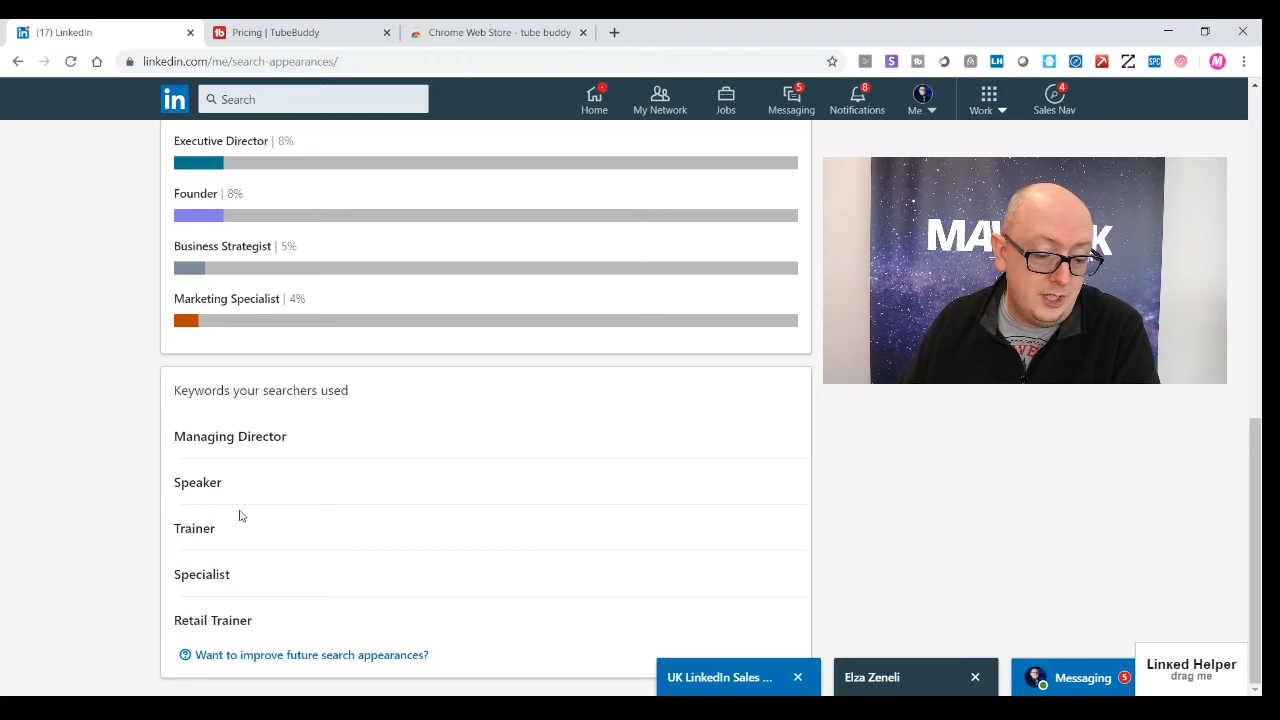 (17) LinkedIn
Pricing | TubeBuddy
Chrome Web Store - tube buddy
linkedin.com/me/search-appearances/
LH
SPC
M
in
Search
Home
My Network
Jobs
5
Messaging
8
Notifications
Me
Work
4
Sales Nav
Executive Director | 8%
Founder | 8%
Business Strategist | 5%
Marketing Specialist | 4%
Keywords your searchers used
Managing Director
Speaker
Trainer
Specialist
Retail Trainer
Want to improve future search appearances?
UK LinkedIn Sales ...
Elza Zeneli
Messaging 5
Linked Helper
drag me